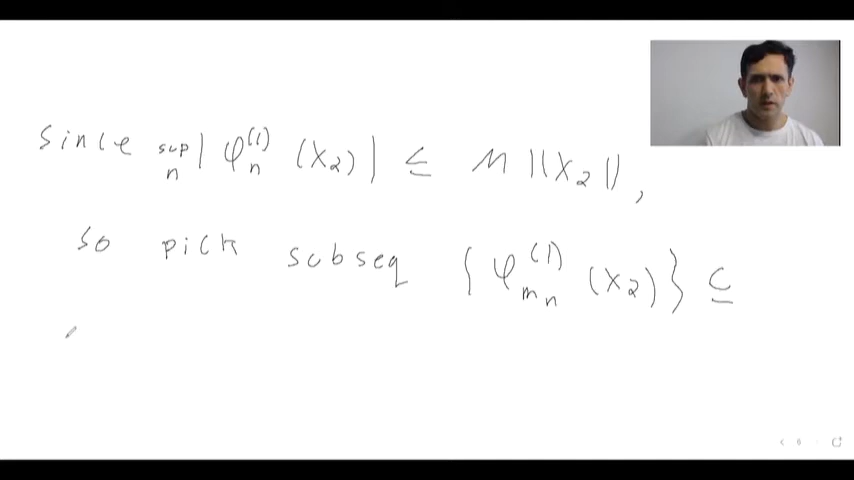 since sup n | φ_n^(1) (x_2) | ≤ M ||x_2||,
so pick subseq { φ_{m_n}^(1) (x_2) } ⊆